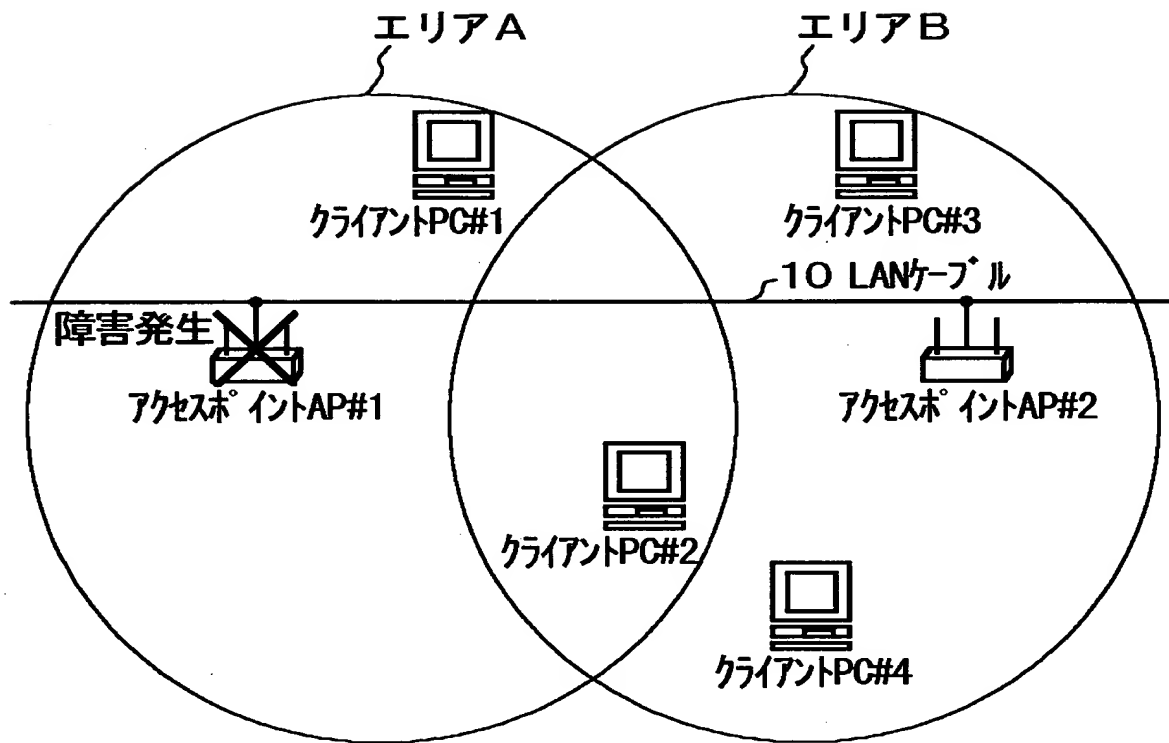 エリアA
エリアB
クライアントPC#1
クライアントPC#3
10 LANケーブル
障害発生
アクセスポイントAP#1
アクセスポイントAP#2
クライアントPC#2
クライアントPC#4